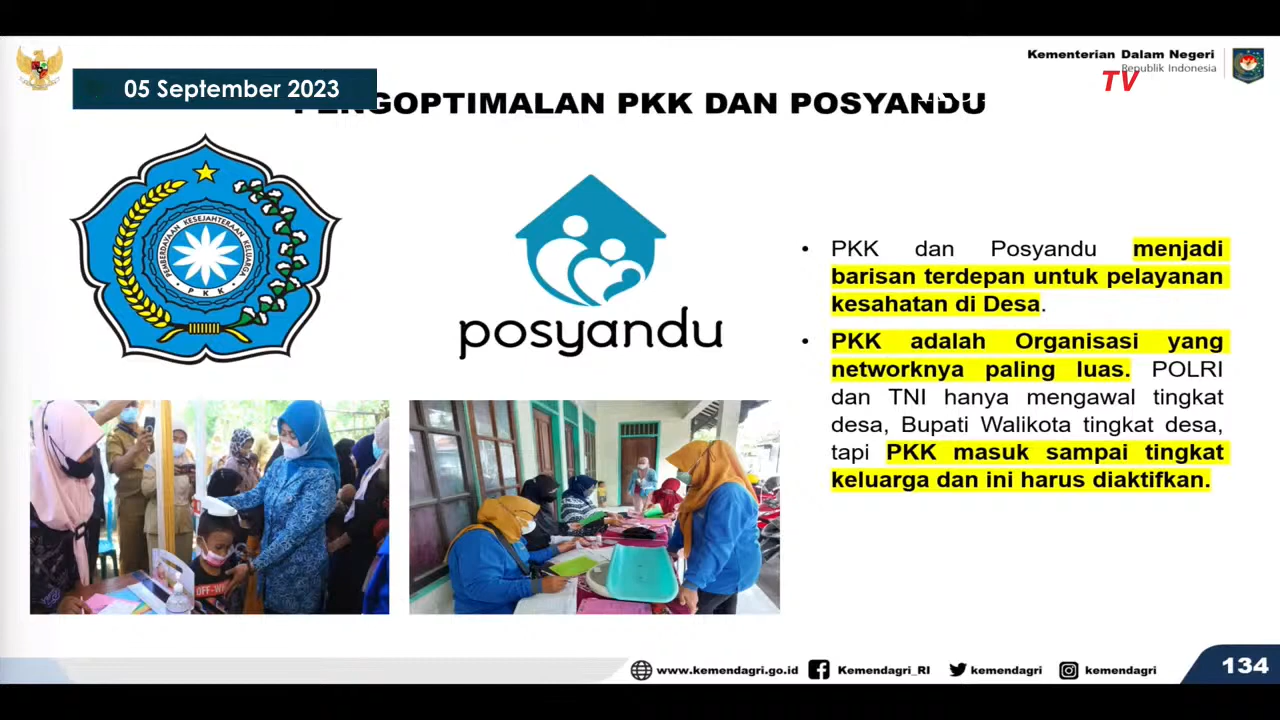 Kementerian Dalam Negeri
Republik Indonesia
TV
05 September 2023
PENGOPTIMALAN PKK DAN POSYANDU
PEMBERDAYAAN KESEJAHTERAAN KELUARGA
• P K K •
posyandu
• PKK dan Posyandu menjadi
barisan terdepan untuk pelayanan
kesahatan di Desa.
• PKK adalah Organisasi yang
networknya paling luas. POLRI
dan TNI hanya mengawal tingkat
desa, Bupati Walikota tingkat desa,
tapi PKK masuk sampai tingkat
keluarga dan ini harus diaktifkan.
OFF-W
www.kemendagri.go.id
Kemendagri_RI
kemendagri
kemendagri
134